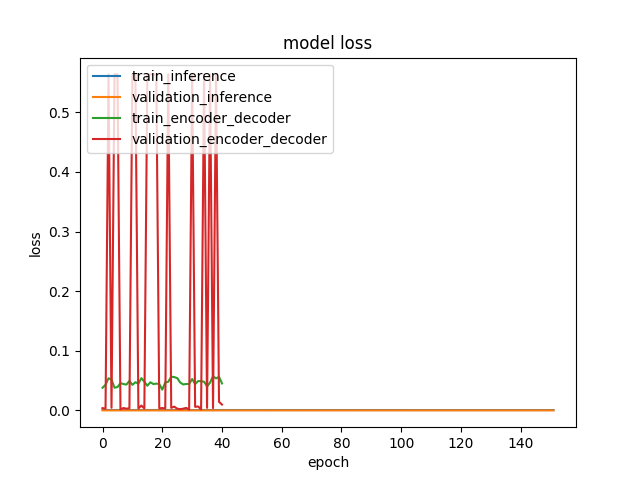 model loss
train_inference
validation_inference
train_encoder_decoder
validation_encoder_decoder
0.5
0.4
0.3
0.2
0.1
0.0
loss
0 20 40 60 80 100 120 140
epoch